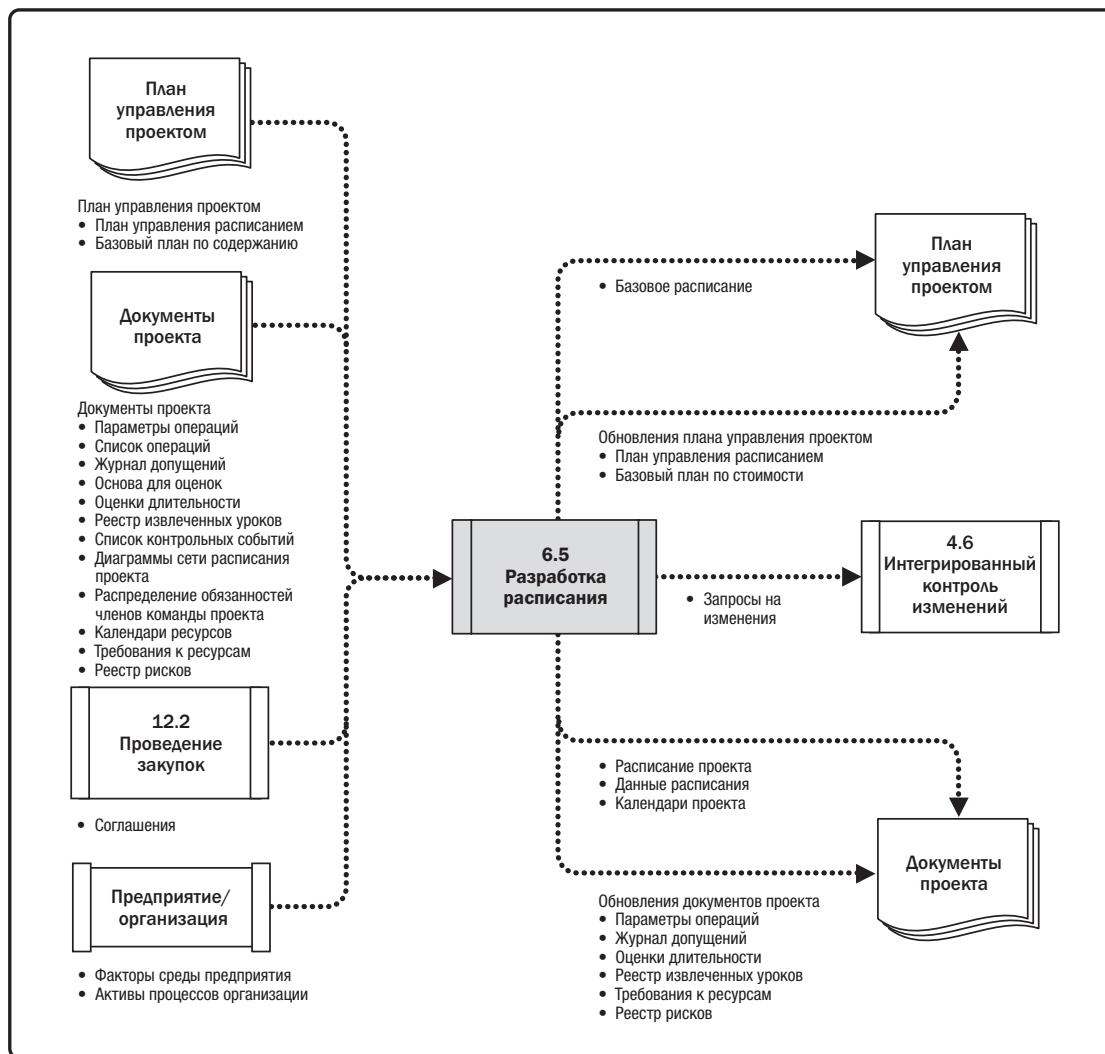 План
управления
проектом
План управления проектом
• План управления расписанием
• Базовый план по содержанию
Документы
проекта
Документы проекта
• Параметры операций
• Список операций
• Журнал допущений
• Основа для оценок
• Оценки длительности
• Реестр извлеченных уроков
• Список контрольных событий
• Диаграммы сети расписания
проекта
• Распределение обязанностей
членов команды проекта
• Календари ресурсов
• Требования к ресурсам
• Реестр рисков
12.2
Проведение
закупок
• Соглашения
Предприятие/
организация
• Факторы среды предприятия
• Активы процессов организации
6.5
Разработка
расписания
• Базовое расписание
План
управления
проектом
Обновления плана управления проектом
• План управления расписанием
• Базовый план по стоимости
• Запросы на
изменения
4.6
Интегрированный
контроль
изменений
• Расписание проекта
• Данные расписания
• Календари проекта
Документы
проекта
Обновления документов проекта
• Параметры операций
• Журнал допущений
• Оценки длительности
• Реестр извлеченных уроков
• Требования к ресурсам
• Реестр рисков